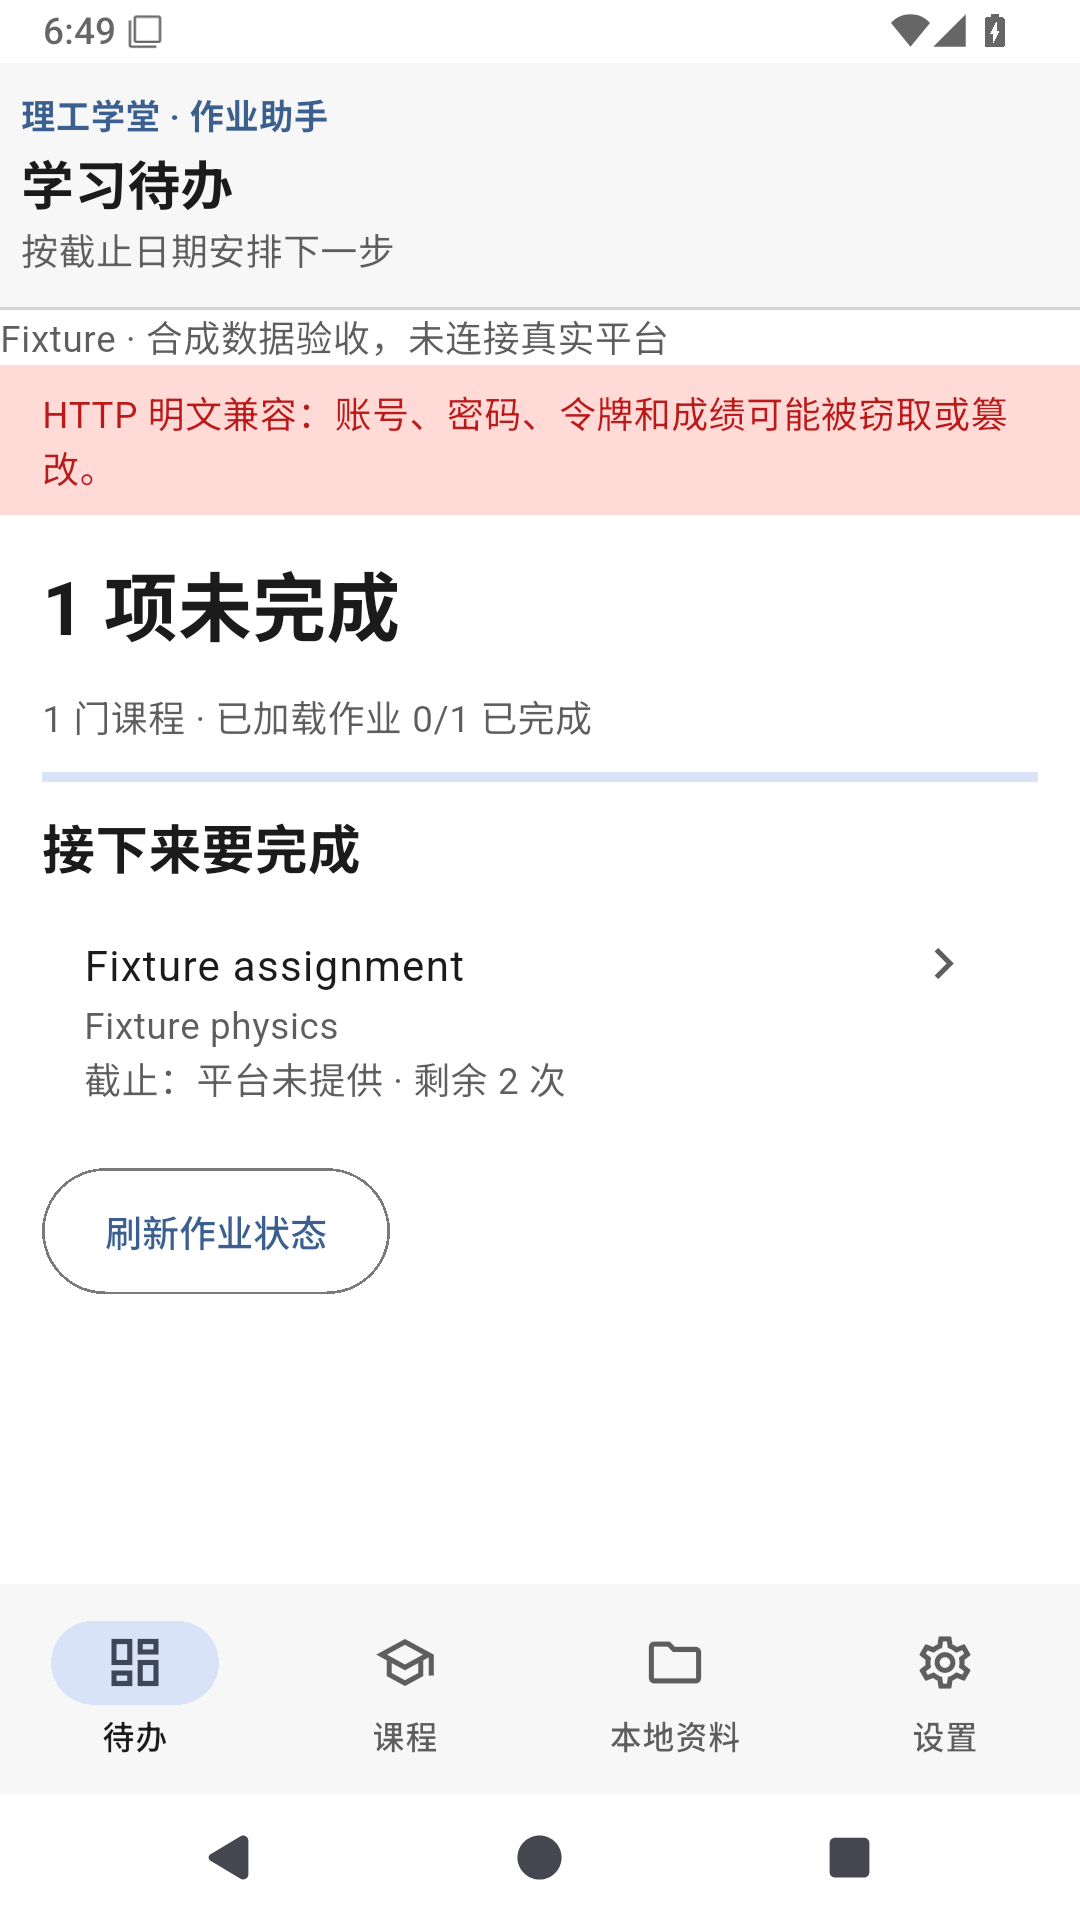 6:49
理工学堂 · 作业助手
学习待办
按截止日期安排下一步
Fixture · 合成数据验收，未连接真实平台
HTTP 明文兼容：账号、密码、令牌和成绩可能被窃取或篡
改。
1 项未完成
1 门课程 · 已加载作业 0/1 已完成
接下来要完成
Fixture assignment
Fixture physics
截止：平台未提供 · 剩余 2 次
刷新作业状态
待办
课程
本地资料
设置